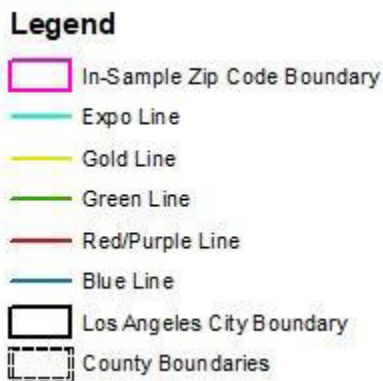 Legend
In-Sample Zip Code Boundary
Expo Line
Gold Line
Green Line
Red/Purple Line
Blue Line
Los Angeles City Boundary
County Boundaries